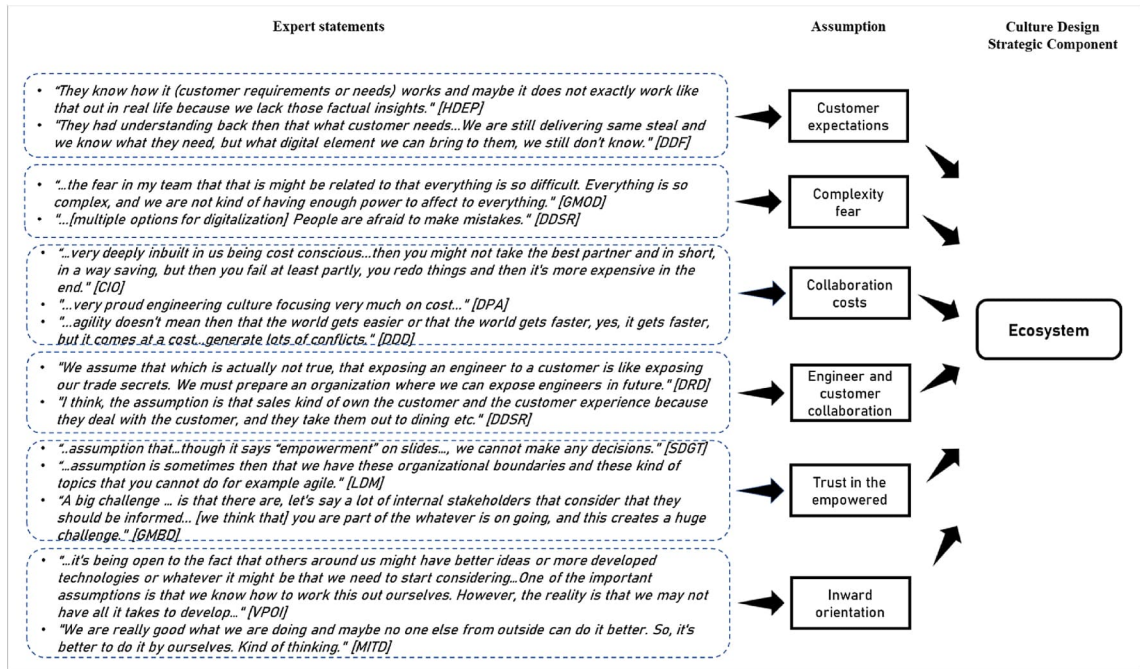 Expert statements
Assumption
Culture Design
Strategic Component
• "They know how it (customer requirements or needs) works and maybe it does not exactly work like
that out in real life because we lack those factual insights." [HDEP]
• "They had understanding back then that what customer needs...We are still delivering same steal and
we know what they need, but what digital element we can bring to them, we still don't know." [DDF]
Customer
expectations
• "...the fear in my team that that is might be related to that everything is so difficult. Everything is so
complex, and we are not kind of having enough power to affect to everything." [GMOD]
• "...[multiple options for digitalization] People are afraid to make mistakes." [DDSR]
Complexity
fear
• "...very deeply inbuilt in us being cost conscious...then you might not take the best partner and in short,
in a way saving, but then you fail at least partly, you redo things and then it's more expensive in the
end." [CIO]
• "...very proud engineering culture focusing very much on cost..." [DPA]
• "...agility doesn't mean then that the world gets easier or that the world gets faster, yes, it gets faster,
but it comes at a cost...generate lots of conflicts." [DDD]
Collaboration
costs
• "We assume that which is actually not true, that exposing an engineer to a customer is like exposing
our trade secrets. We must prepare an organization where we can expose engineers in future." [DRD]
• "I think, the assumption is that sales kind of own the customer and the customer experience because
they deal with the customer, and they take them out to dining etc." [DDSR]
Engineer and
customer
collaboration
• "..assumption that...though it says "empowerment" on slides..., we cannot make any decisions." [SDGT]
• "...assumption is sometimes then that we have these organizational boundaries and these kind of
topics that you cannot do for example agile." [LDM]
• "A big challenge ... is that there are, let's say a lot of internal stakeholders that consider that they
should be informed... [we think that] you are part of the whatever is on going, and this creates a huge
challenge." [GMBD]
Trust in the
empowered
• "...it's being open to the fact that others around us might have better ideas or more developed
technologies or whatever it might be that we need to start considering...One of the important
assumptions is that we know how to work this out ourselves. However, the reality is that we may not
have all it takes to develop..." [VPOI]
• "We are really good what we are doing and maybe no one else from outside can do it better. So, it's
better to do it by ourselves. Kind of thinking." [MITD]
Inward
orientation
Ecosystem